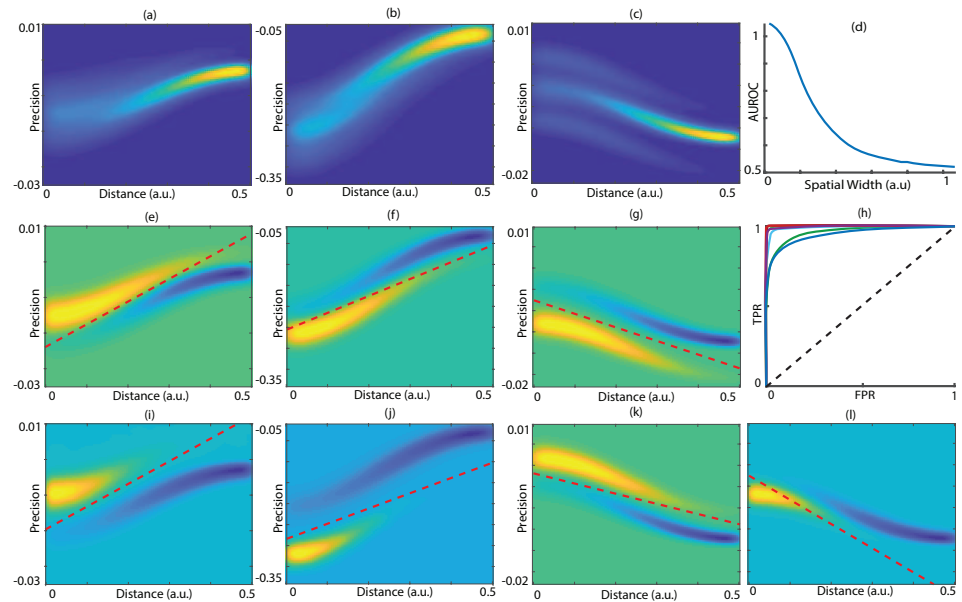 (a)
0.01
Precision
-0.03
0
Distance (a.u.)
0.5
(b)
-0.05
Precision
-0.35
0
Distance (a.u.)
0.5
(c)
0.01
Precision
-0.02
0
Distance (a.u.)
0.5
(d)
1
AUROC
0.5
0
Spatial Width (a.u)
1
(e)
0.01
Precision
-0.03
0
Distance (a.u.)
0.5
(f)
-0.05
Precision
-0.35
0
Distance (a.u.)
0.5
(g)
0.01
Precision
-0.02
0
Distance (a.u.)
0.5
(h)
1
TPR
0
0
FPR
1
(i)
0.01
Precision
-0.03
0
Distance (a.u.)
0.5
(j)
-0.05
Precision
-0.35
0
Distance (a.u.)
0.5
(k)
0.01
Precision
-0.02
0
Distance (a.u.)
0.5
(l)
0
Distance (a.u.)
0.5